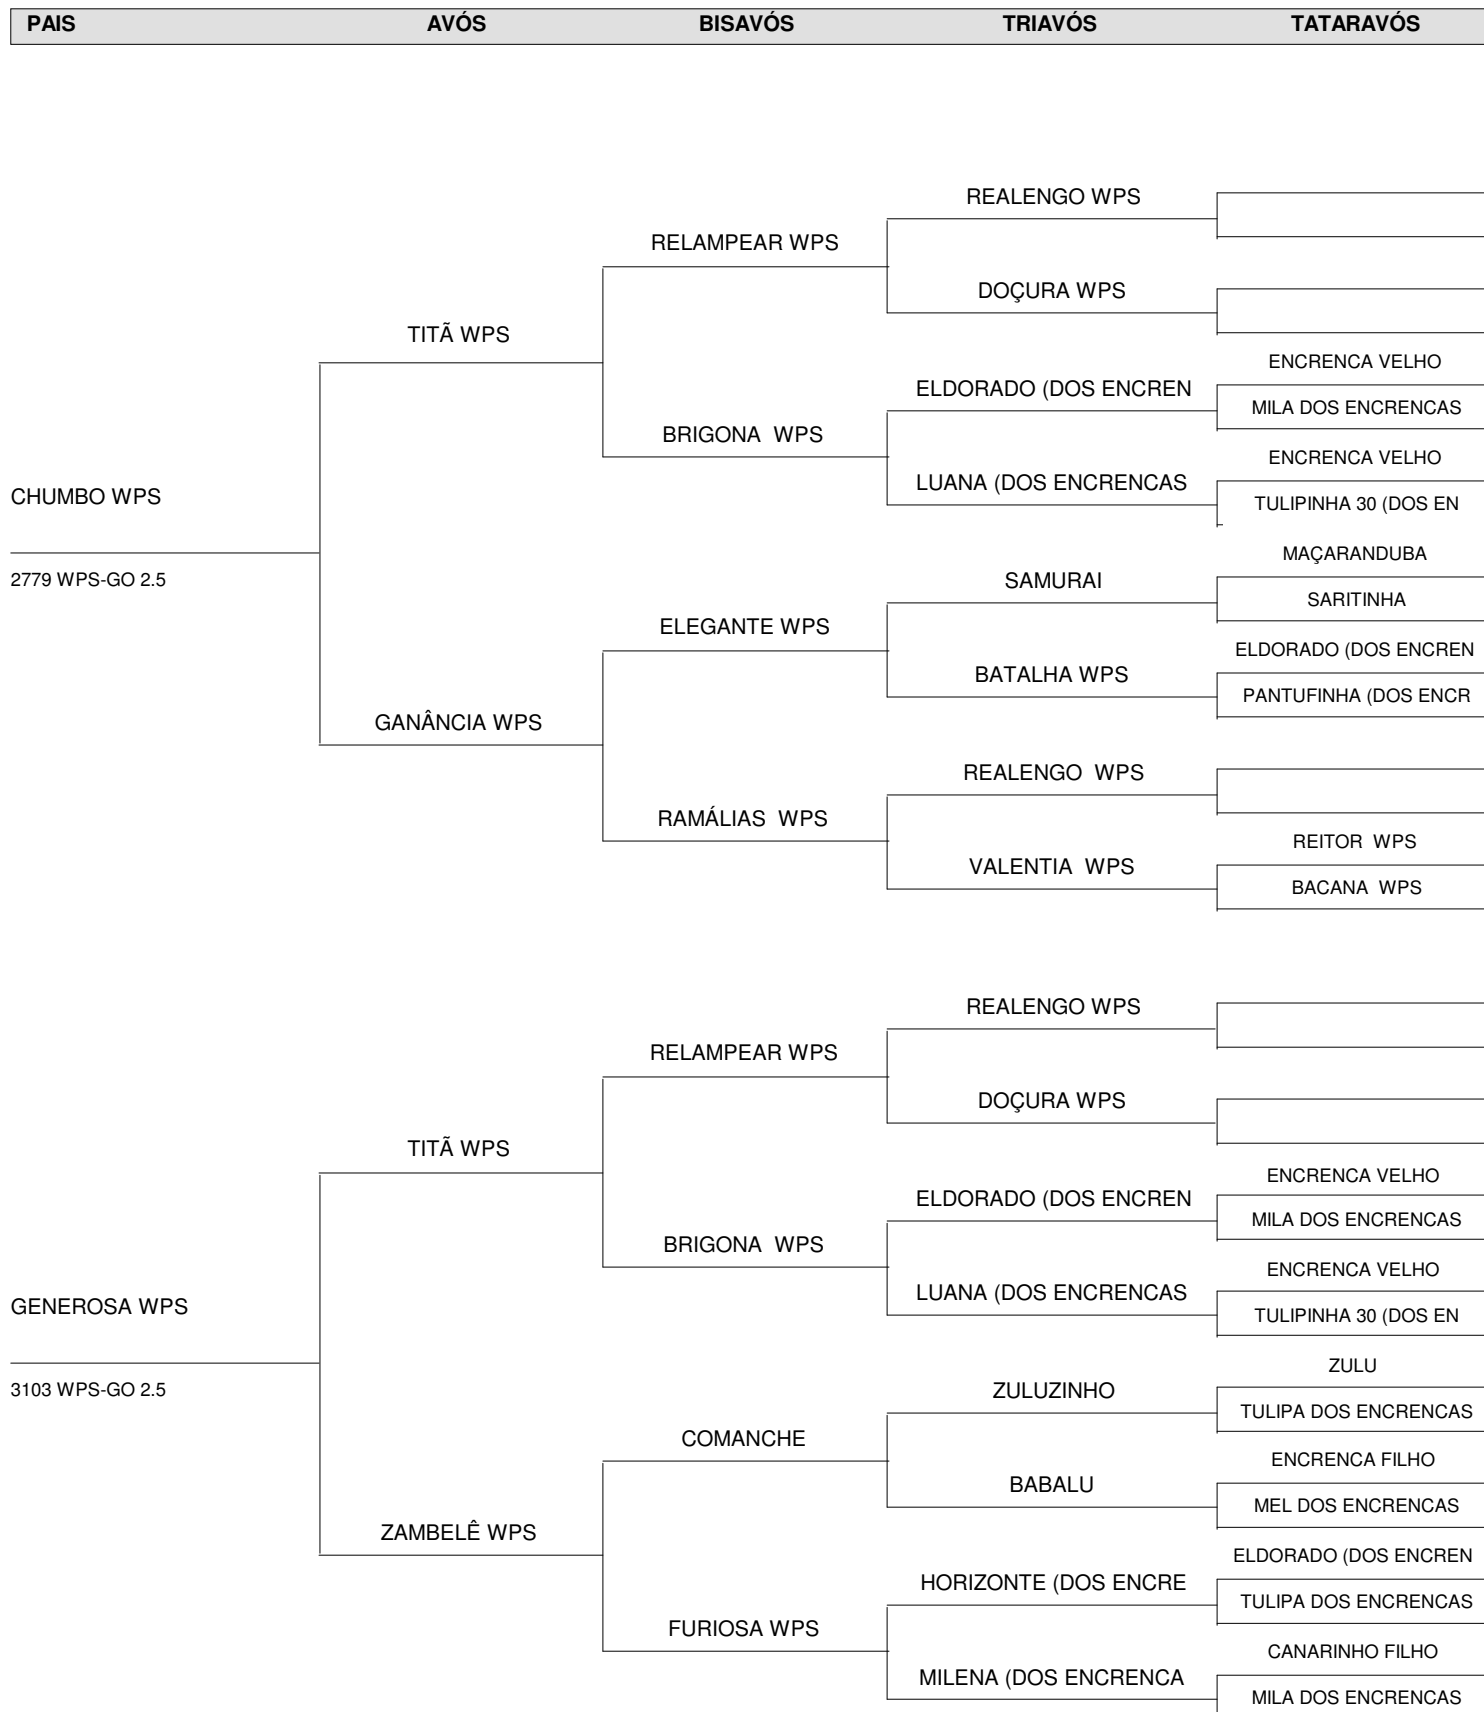 PAIS AVÓS BISAVÓS TRIAVÓS TATARAVÓS
REALENGO WPS
RELAMPEAR WPS
DOÇURA WPS
TITÃ WPS
ENCRENCA VELHO
ELDORADO (DOS ENCREN
MILA DOS ENCRENCAS
BRIGONA WPS
ENCRENCA VELHO
LUANA (DOS ENCRENCAS
CHUMBO WPS
TULIPINHA 30 (DOS EN
MAÇARANDUBA
2779 WPS-GO 2.5
SAMURAI
SARITINHA
ELEGANTE WPS
ELDORADO (DOS ENCREN
BATALHA WPS
PANTUFINHA (DOS ENCR
GANÂNCIA WPS
REALENGO WPS
RAMÁLIAS WPS
REITOR WPS
VALENTIA WPS
BACANA WPS
REALENGO WPS
RELAMPEAR WPS
DOÇURA WPS
TITÃ WPS
ENCRENCA VELHO
ELDORADO (DOS ENCREN
MILA DOS ENCRENCAS
BRIGONA WPS
ENCRENCA VELHO
LUANA (DOS ENCRENCAS
GENEROSA WPS
TULIPINHA 30 (DOS EN
ZULU
3103 WPS-GO 2.5
ZULUZINHO
TULIPA DOS ENCRENCAS
COMANCHE
ENCRENCA FILHO
BABALU
MEL DOS ENCRENCAS
ZAMBELÊ WPS
ELDORADO (DOS ENCREN
HORIZONTE (DOS ENCRE
TULIPA DOS ENCRENCAS
FURIOSA WPS
CANARINHO FILHO
MILENA (DOS ENCRENCA
MILA DOS ENCRENCAS